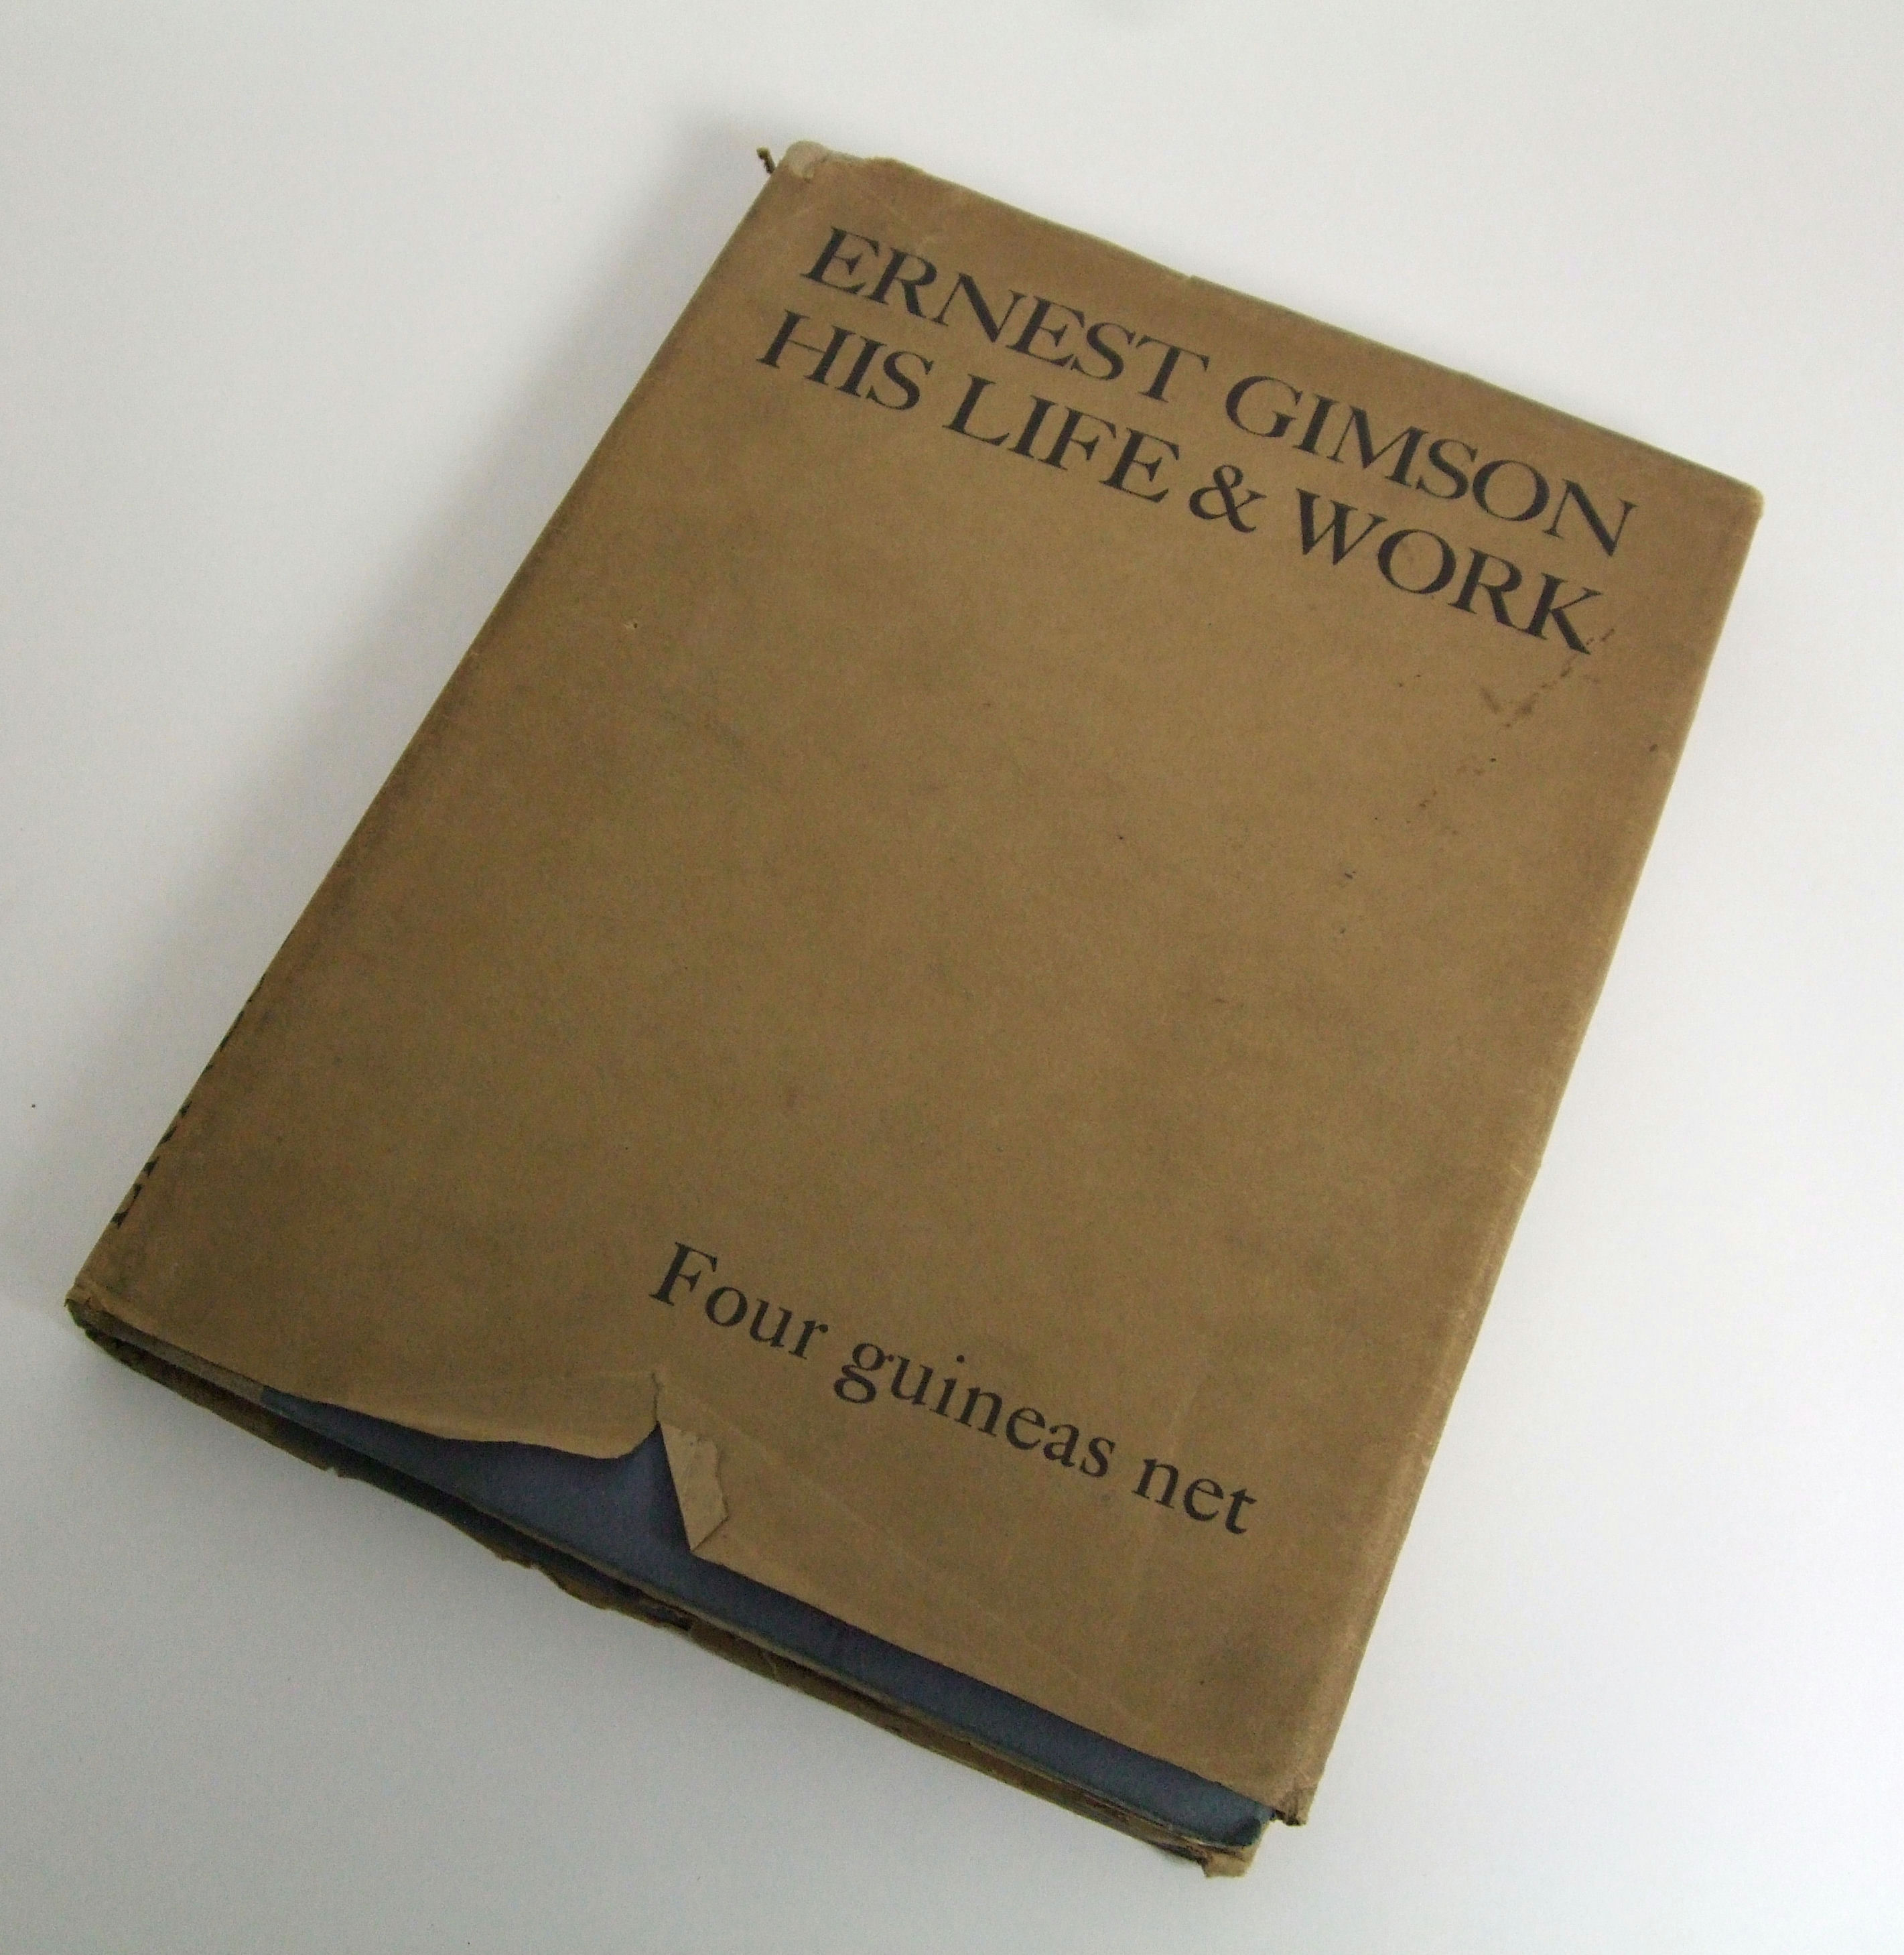 ERNEST GIMSON
HIS LIFE & WORK
Four guineas net